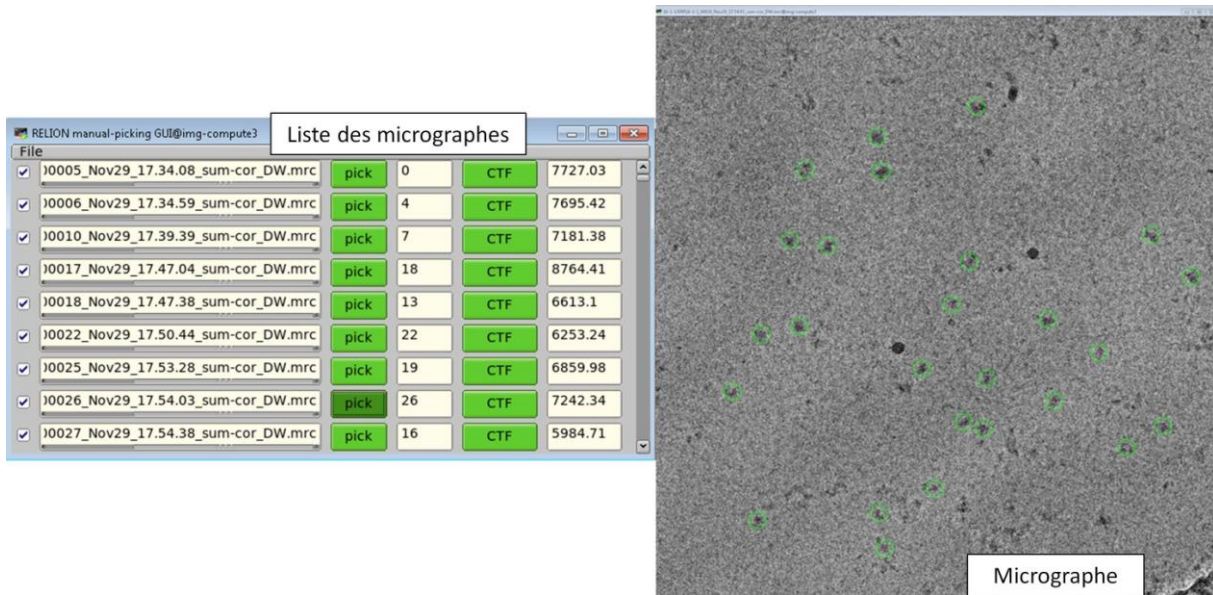 RELION manual-picking GUI@img-compute3
Liste des micrographes
File
)0005_Nov29_17.34.08_sum-cor_DW.mrc pick 0 CTF 7727.03
)0006_Nov29_17.34.59_sum-cor_DW.mrc pick 4 CTF 7695.42
)0010_Nov29_17.39.39_sum-cor_DW.mrc pick 7 CTF 7181.38
)0017_Nov29_17.47.04_sum-cor_DW.mrc pick 18 CTF 8764.41
)0018_Nov29_17.47.38_sum-cor_DW.mrc pick 13 CTF 6613.1
)0022_Nov29_17.50.44_sum-cor_DW.mrc pick 22 CTF 6253.24
)0025_Nov29_17.53.28_sum-cor_DW.mrc pick 19 CTF 6859.98
)0026_Nov29_17.54.03_sum-cor_DW.mrc pick 26 CTF 7242.34
)0027_Nov29_17.54.38_sum-cor_DW.mrc pick 16 CTF 5984.71
Micrographe